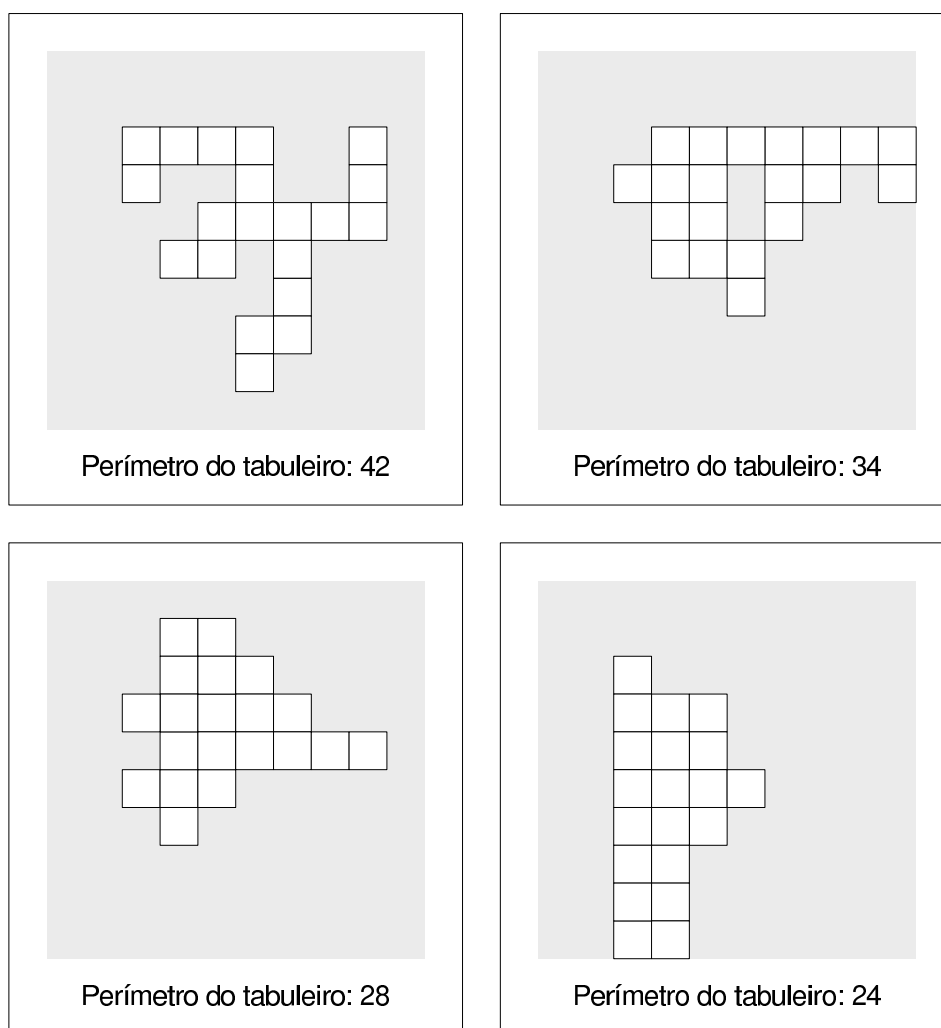 Perímetro do tabuleiro: 42
Perímetro do tabuleiro: 34
Perímetro do tabuleiro: 28
Perímetro do tabuleiro: 24